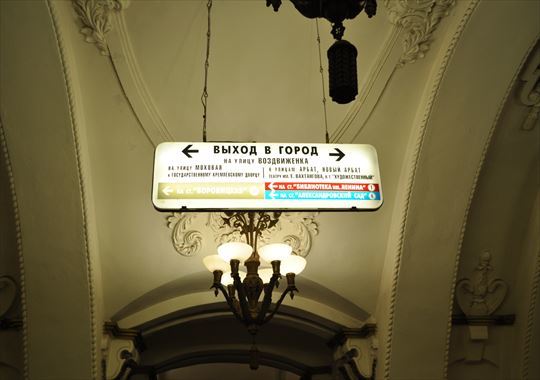 ВЫХОД В ГОРОД
НА УЛИЦУ ВОЗДВИЖЕНКА
НА УЛИЦУ МОХОВАЯ
К ГОСУДАРСТВЕННОМУ КРЕМЛЕВСКОМУ ДВОРЦУ
К УЛИЦАМ АРБАТ, НОВЫЙ АРБАТ
ТЕАТРУ ИМ. Е. ВАХТАНГОВА, К/Т "ХУДОЖЕСТВЕННЫЙ"
НА СТ. "БОРОВИЦКАЯ"
НА СТ. "БИБЛИОТЕКА ИМ. ЛЕНИНА" 1
НА СТ. "АЛЕКСАНДРОВСКИЙ САД"